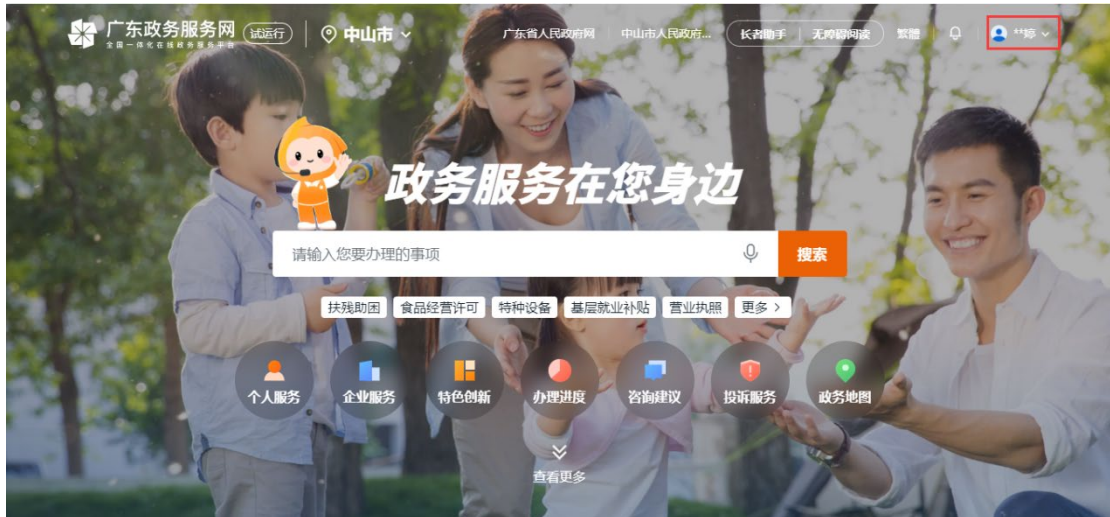 广东政务服务网 试运行 中山市
全国一体化在线政务服务平台
广东省人民政府网 中山市人民政府... 长者助手 无障碍阅读 繁體 **婷
政务服务在您身边
请输入您要办理的事项 搜索
扶残助困 食品经营许可 特种设备 基层就业补贴 营业执照 更多 >
个人服务 企业服务 特色创新 办理进度 咨询建议 投诉服务 政务地图
查看更多